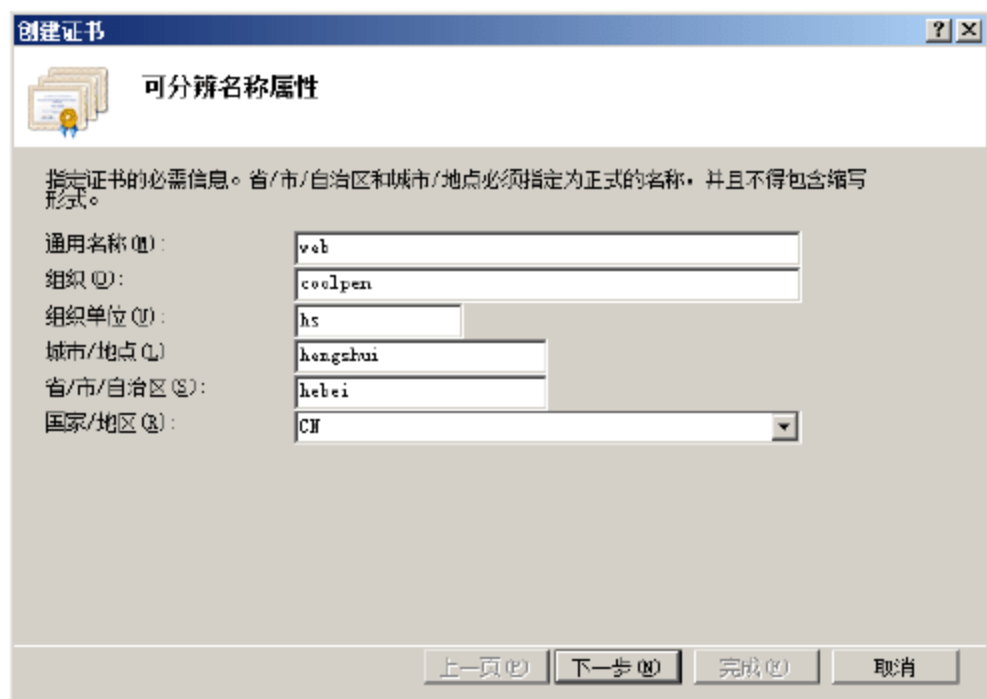 创建证书
可分辨名称属性
指定证书的必需信息。省/市/自治区和城市/地点必须指定为正式的名称，并且不得包含缩写
形式。
通用名称(M): web
组织(O): coolpen
组织单位(U): hs
城市/地点(L) hengshui
省/市/自治区(S): hebei
国家/地区(R): CN
上一页(P) 下一步(N) 完成(F) 取消